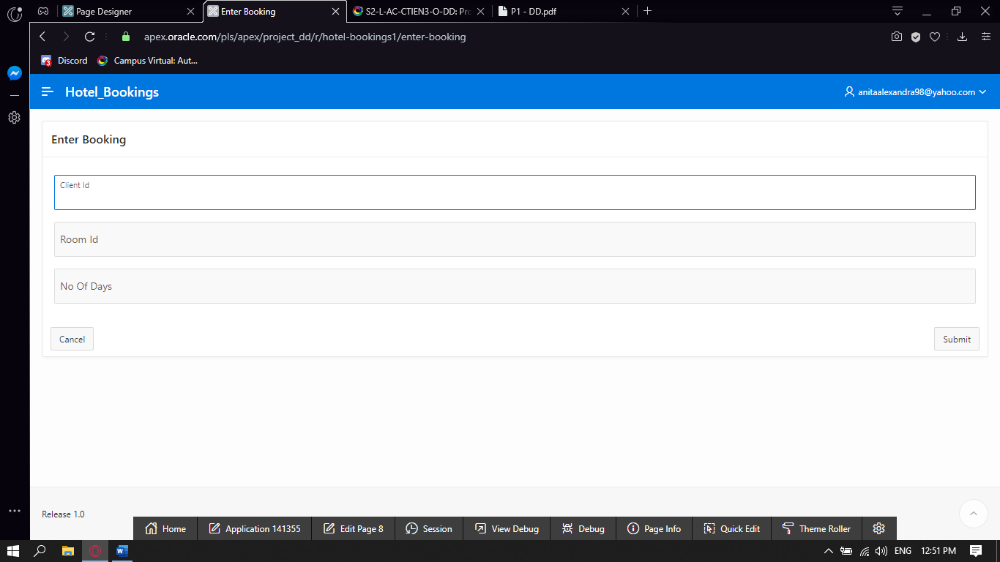 Page Designer
Enter Booking
S2-L-AC-CTIEN3-O-DD: Pr
P1 - DD.pdf
apex.oracle.com/pls/apex/project_dd/r/hotel-bookings1/enter-booking
3
Discord
Campus Virtual: Aut...
Hotel_Bookings
anitaalexandra98@yahoo.com
Enter Booking
Client Id
Room Id
No Of Days
Cancel
Submit
Release 1.0
Home
Application 141355
Edit Page 8
Session
View Debug
Debug
Page Info
Quick Edit
Theme Roller
W
ENG
12:51 PM